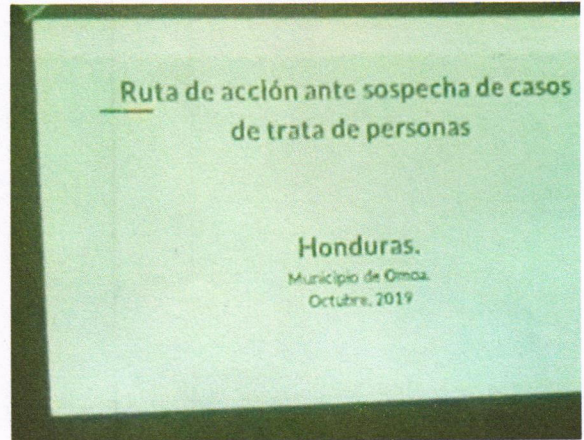 Ruta de acción ante sospecha de casos
de trata de personas
Honduras.
Municipio de Omoa.
Octubre, 2019